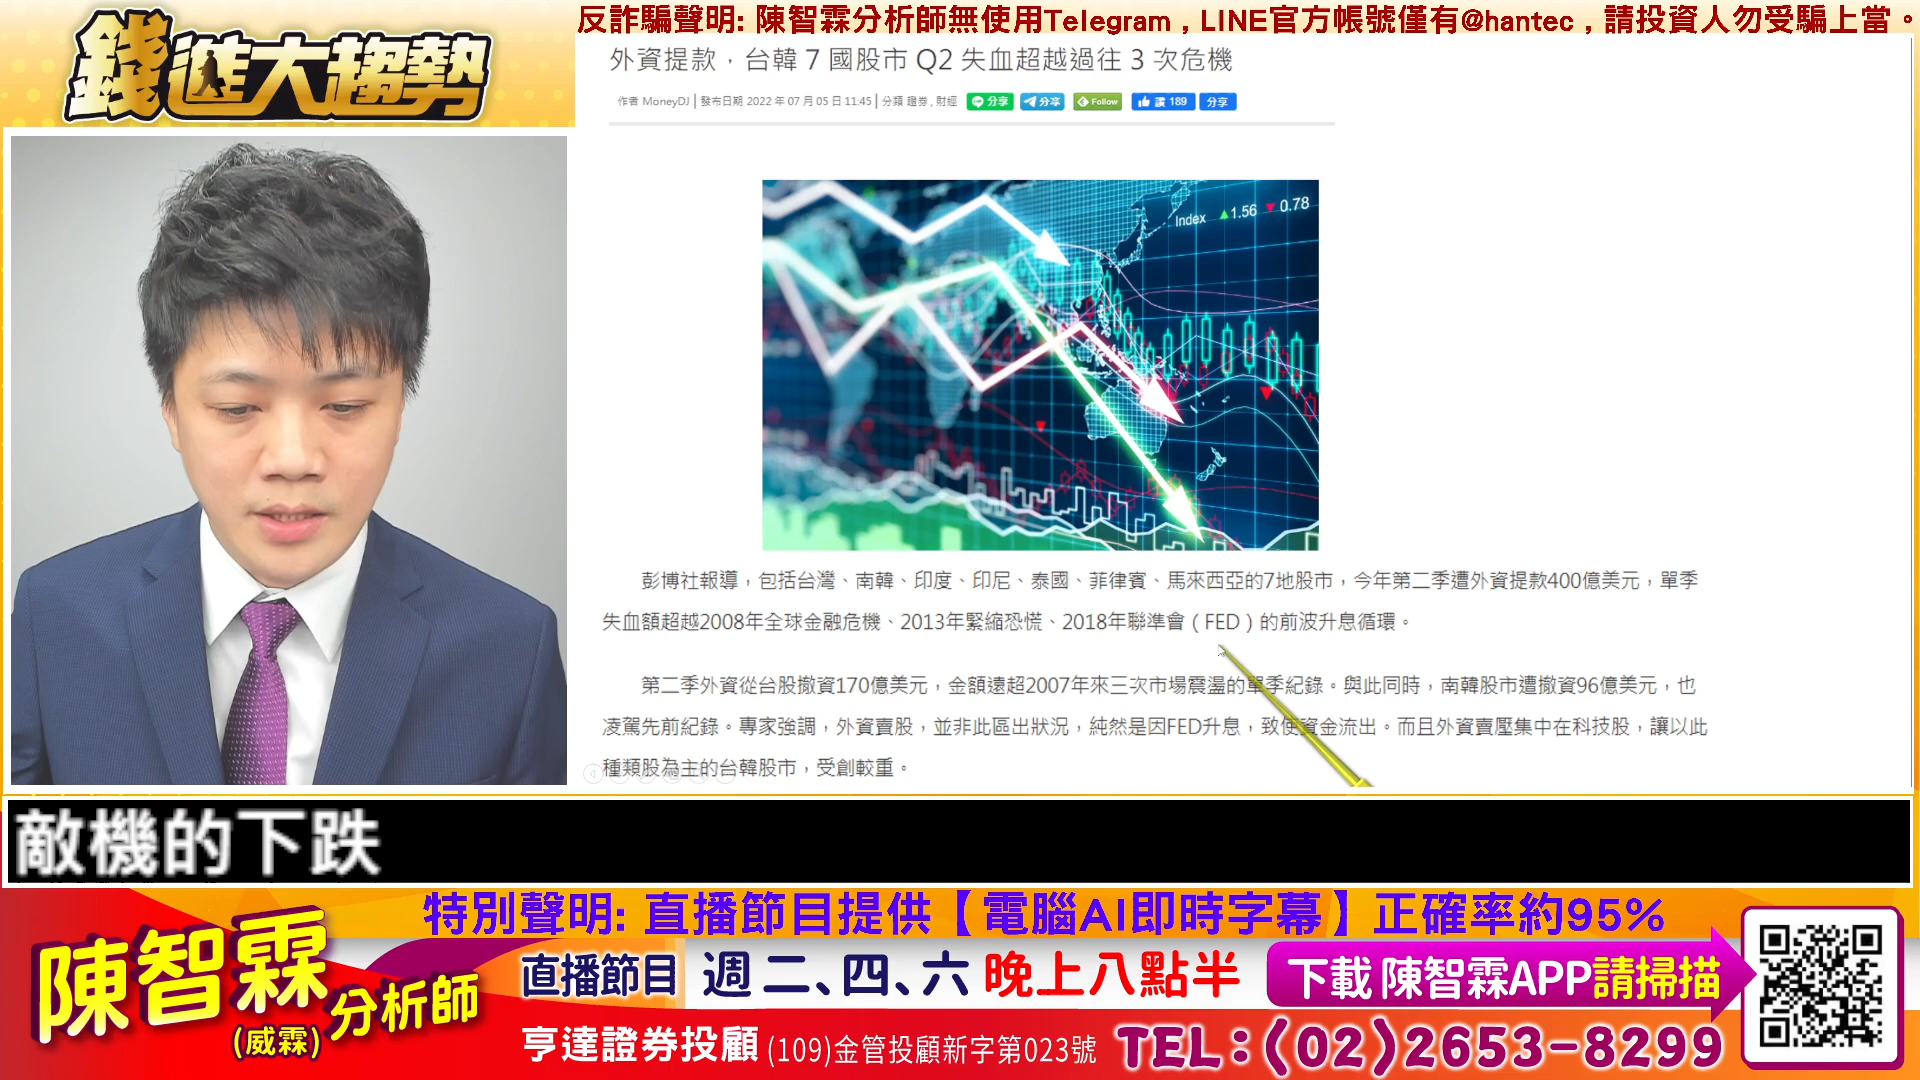 錢進大趨勢
反詐騙聲明: 陳智霖分析師無使用Telegram , LINE官方帳號僅有@hantec , 請投資人勿受騙上當。
外資提款，台韓 7 國股市 Q2 失血超越過往 3 次危機
作者 MoneyDJ | 發布日期 2022 年 07 月 05 日 11:45 | 分類 證券 , 財經 分享 分享 Follow 讚 189 分享
Index ▲1.56 ▼0.78
彭博社報導，包括台灣、南韓、印度、印尼、泰國、菲律賓、馬來西亞的7地股市，今年第二季遭外資提款400億美元，單季
失血額超越2008年全球金融危機、2013年緊縮恐慌、2018年聯準會（FED）的前波升息循環。
第二季外資從台股撤資170億美元，金額遠超2007年來三次市場震盪的單季紀錄。與此同時，南韓股市遭撤資96億美元，也
凌駕先前紀錄。專家強調，外資賣股，並非此區出狀況，純然是因FED升息，致使資金流出。而且外資賣壓集中在科技股，讓以此
種類股為主的台韓股市，受創較重。
敵機的下跌
特別聲明: 直播節目提供【電腦AI即時字幕】正確率約95%
陳智霖分析師
(威霖)
直播節目 週二、四、六 晚上八點半
下載 陳智霖APP請掃描
亨達證券投顧 (109)金管投顧新字第023號 TEL:(02)2653-8299